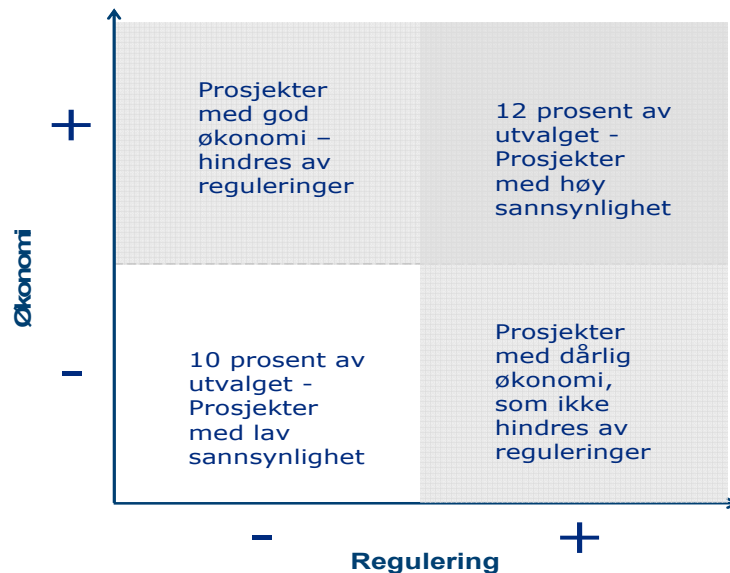 +
Prosjekter
med god
økonomi –
hindres av
reguleringer
12 prosent av
utvalget -
Prosjekter
med høy
sannsynlighet
Økonomi
-
10 prosent av
utvalget -
Prosjekter
med lav
sannsynlighet
Prosjekter
med dårlig
økonomi,
som ikke
hindres av
reguleringer
-
+
Regulering